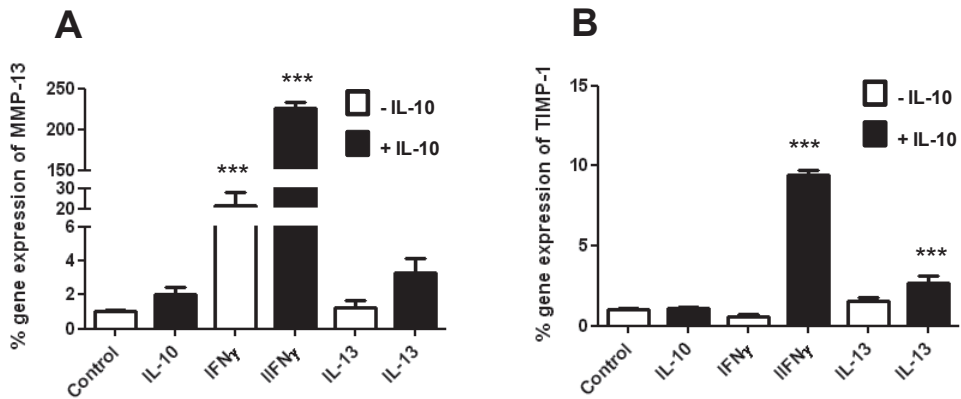 A
% gene expression of MMP-13
250
200
150
30
20
6
4
2
0
***
***
- IL-10
+ IL-10
Control
IL-10
IFNγ
IIFNγ
IL-13
IL-13
B
% gene expression of TIMP-1
15
10
5
0
***
***
- IL-10
+ IL-10
Control
IL-10
IFNγ
IIFNγ
IL-13
IL-13